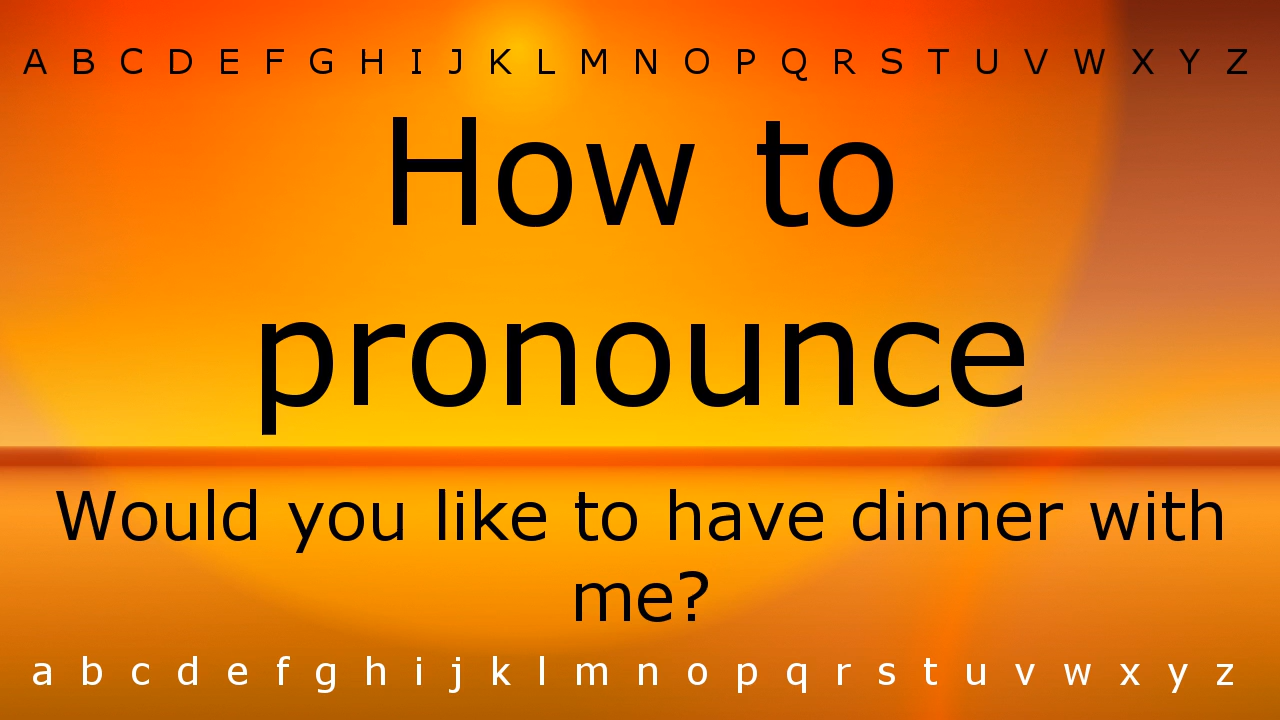 A B C D E F G H I J K L M N O P Q R S T U V W X Y Z
How to
pronounce
Would you like to have dinner with
me?
a b c d e f g h i j k l m n o p q r s t u v w x y z